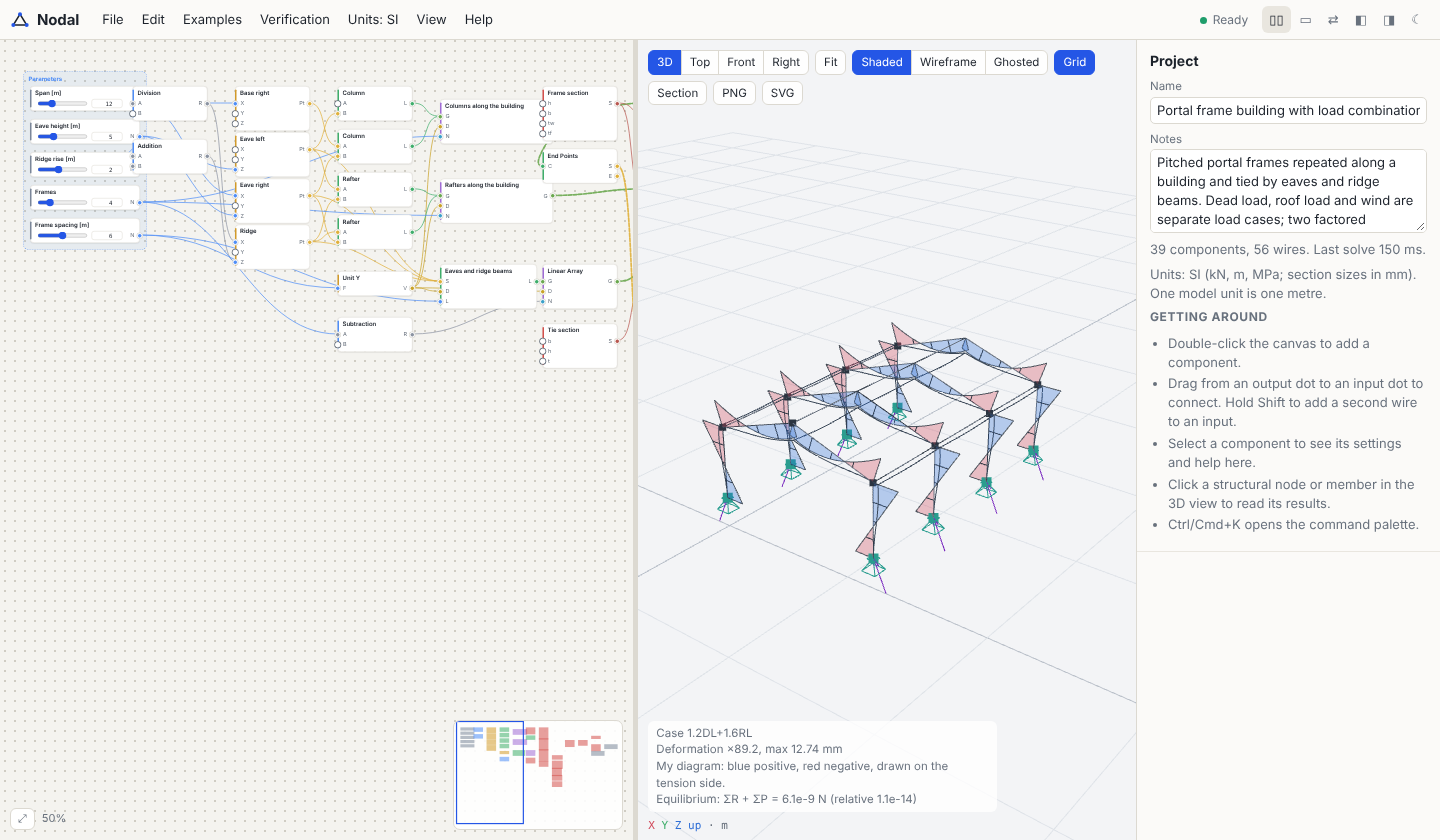 Nodal File Edit Examples Verification Units: SI View Help
Ready
Parameters
Span [m]
12
Eave height [m]
5 N
Ridge rise [m]
2
Frames
4 N
Frame spacing [m]
6 N
Division
A R
B
Addition
A R
B
Base right
X Pt
Y
Z
Eave left
X
Y
Z
Eave right
X
Y
Z
Ridge
X Pt
Y
Z
Column
A L
B
Column
A L
B
Rafter
A L
B
Rafter
A L
B
Unit Y
F V
Subtraction
A R
B
Columns along the building
G
D
N
Rafters along the building
G G
D
N
Eaves and ridge beams
S L
D
L
Frame section
h S
b
tw
tf
End Points
C S
E
Linear Array
G G
D
N
Tie section
b S
h
t
50%
3D Top Front Right Fit Shaded Wireframe Ghosted Grid
Section PNG SVG
Case 1.2DL+1.6RL
Deformation ×89.2, max 12.74 mm
My diagram: blue positive, red negative, drawn on the
tension side.
Equilibrium: ΣR + ΣP = 6.1e-9 N (relative 1.1e-14)
X Y Z up · m
Project
Name
Portal frame building with load combination
Notes
Pitched portal frames repeated along a
building and tied by eaves and ridge
beams. Dead load, roof load and wind are
separate load cases; two factored
39 components, 56 wires. Last solve 150 ms.
Units: SI (kN, m, MPa; section sizes in mm).
One model unit is one metre.
GETTING AROUND
• Double-click the canvas to add a
component.
• Drag from an output dot to an input dot to
connect. Hold Shift to add a second wire
to an input.
• Select a component to see its settings
and help here.
• Click a structural node or member in the
3D view to read its results.
• Ctrl/Cmd+K opens the command palette.